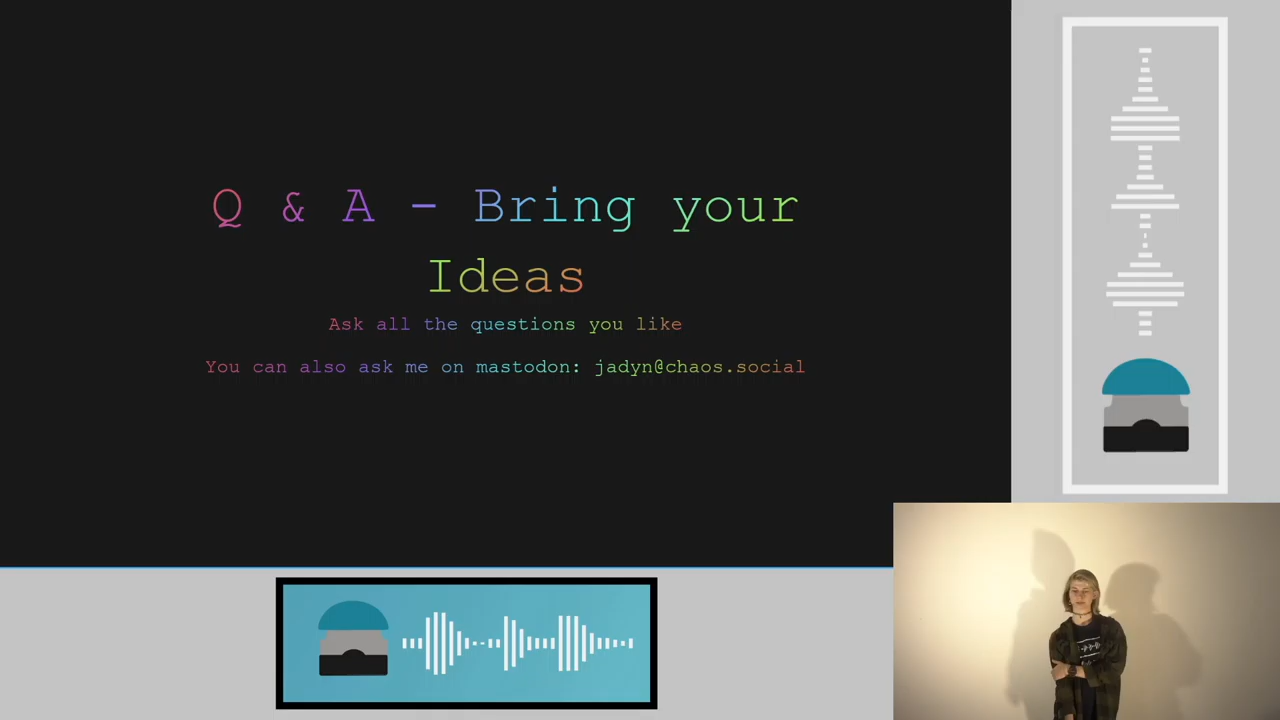 Q & A - Bring your
Ideas
Ask all the questions you like
You can also ask me on mastodon: jadyn@chaos.social